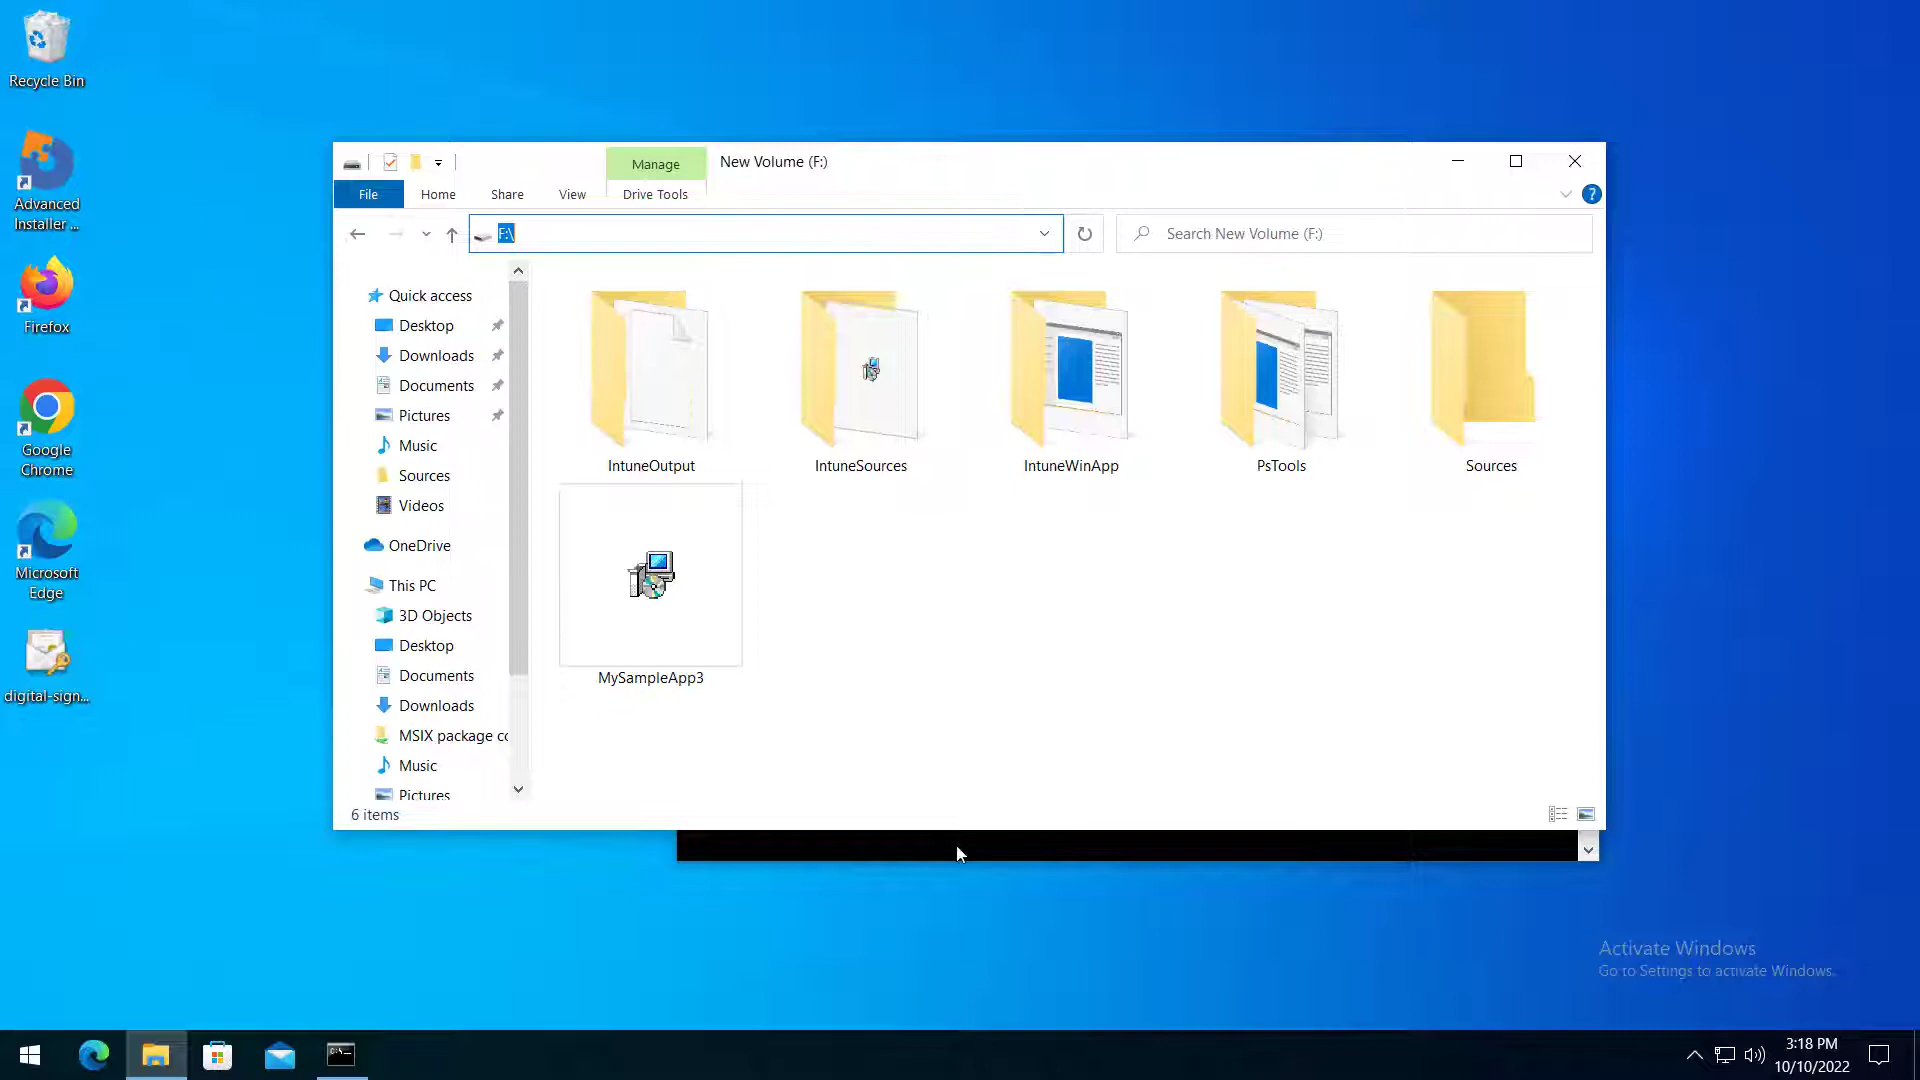 Recycle Bin
Advanced
Installer ...
Firefox
Google
Chrome
Microsoft
Edge
digital-sign...
Manage
New Volume (F:)
File
Home
Share
View
Drive Tools
F:\
Search New Volume (F:)
Quick access
Desktop
Downloads
Documents
Pictures
Music
Sources
Videos
OneDrive
This PC
3D Objects
Desktop
Documents
Downloads
MSIX package co
Music
Pictures
IntuneOutput
IntuneSources
IntuneWinApp
PsTools
Sources
MySampleApp3
6 items
Activate Windows
Go to Settings to activate Windows.
3:18 PM
10/10/2022